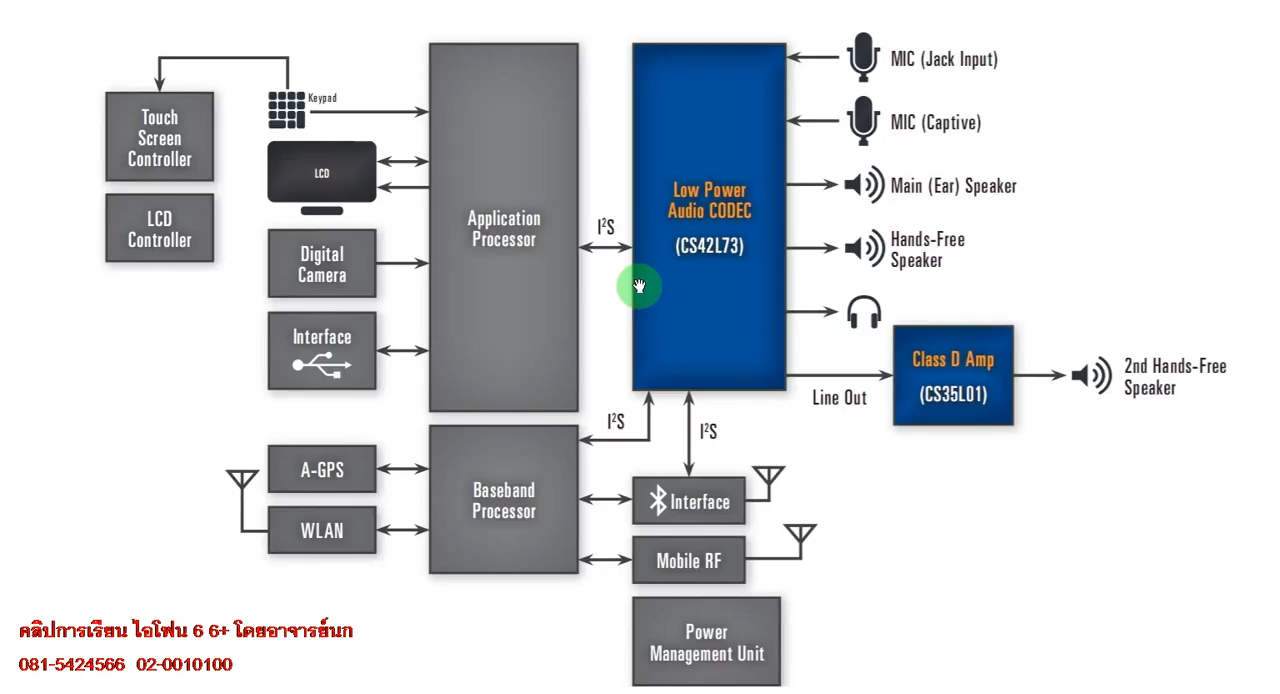 Keypad
Touch
Screen
Controller
LCD
Controller
LCD
Digital
Camera
Interface
Application
Processor
I²S
Low Power
Audio CODEC
(CS42L73)
MIC (Jack Input)
MIC (Captive)
Main (Ear) Speaker
Hands-Free
Speaker
Class D Amp
(CS35L01)
Line Out
2nd Hands-Free
Speaker
I²S
I²S
A-GPS
WLAN
Baseband
Processor
Interface
Mobile RF
Power
Management Unit
คลิปการเรียน ไอโฟน 6 6+ โดยอาจารย์นก
081-5424566 02-0010100